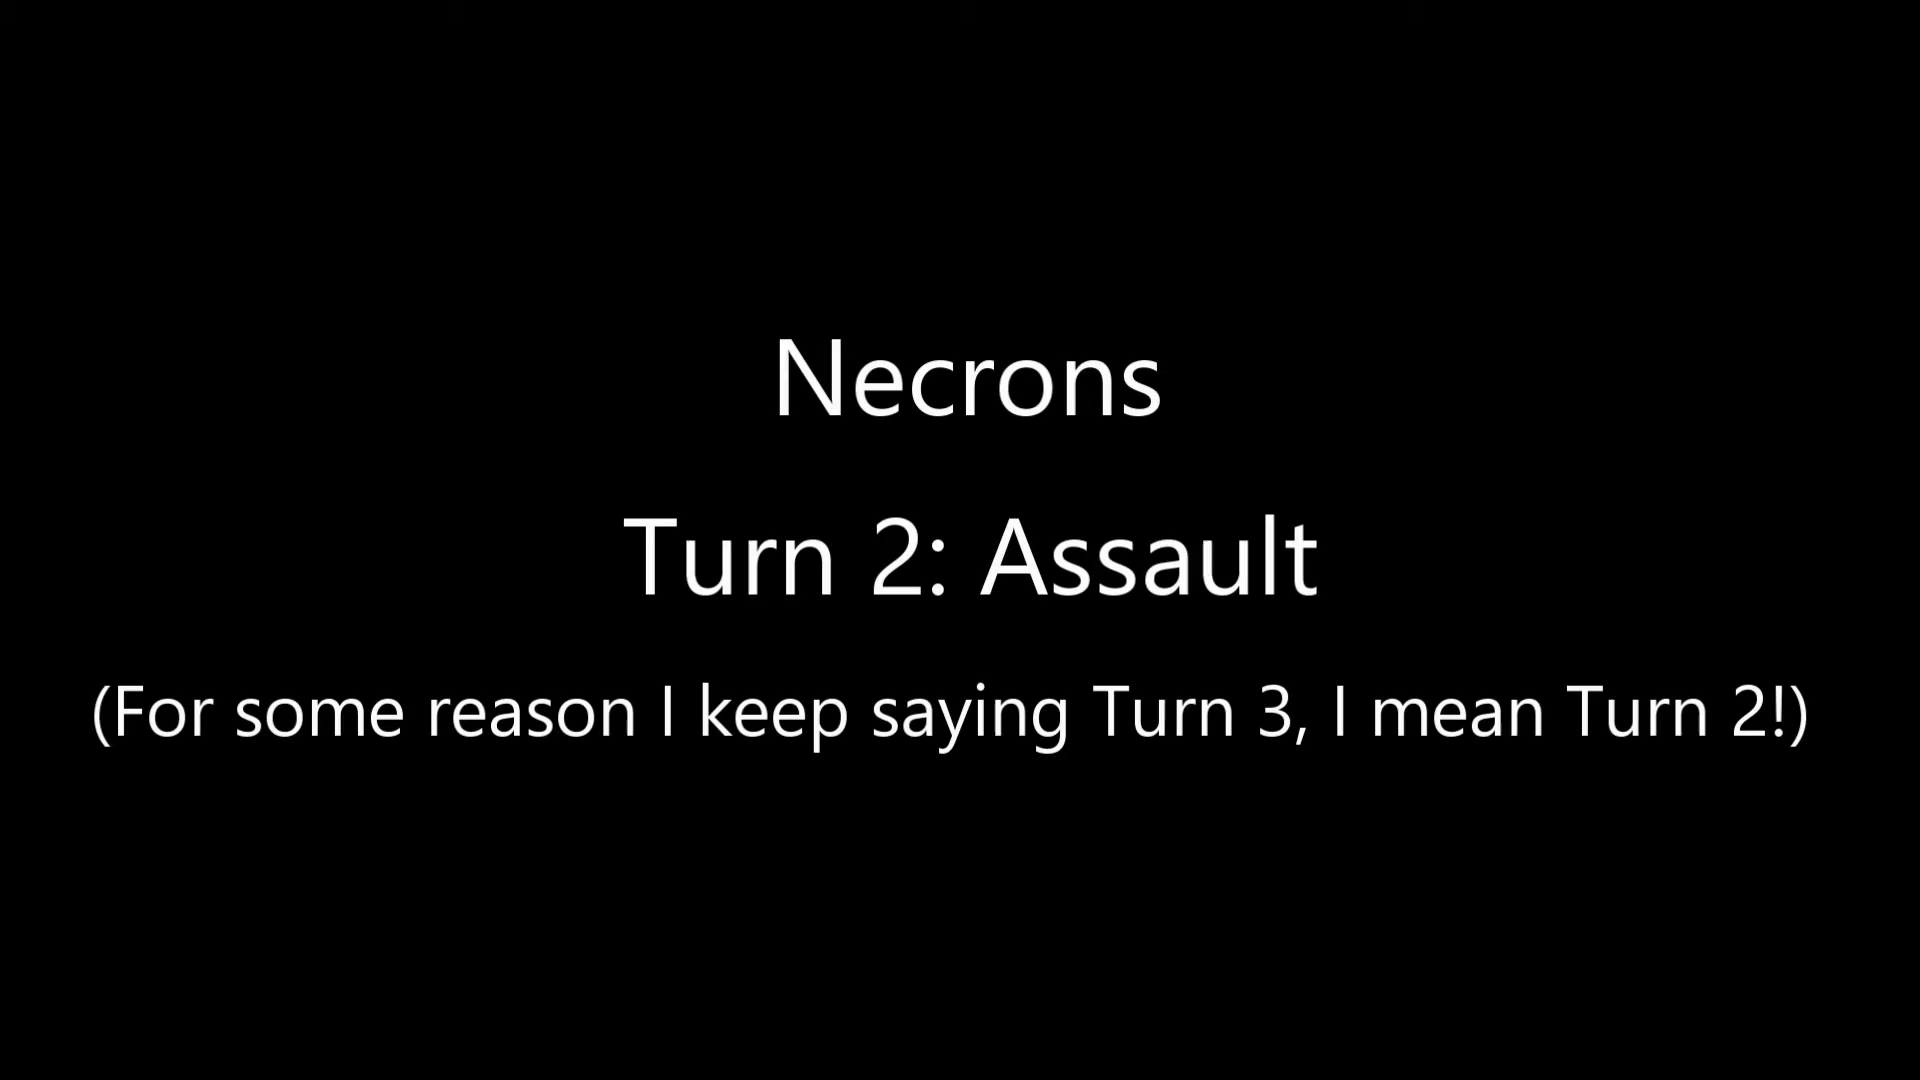 Necrons
Turn 2: Assault
(For some reason I keep saying Turn 3, I mean Turn 2!)